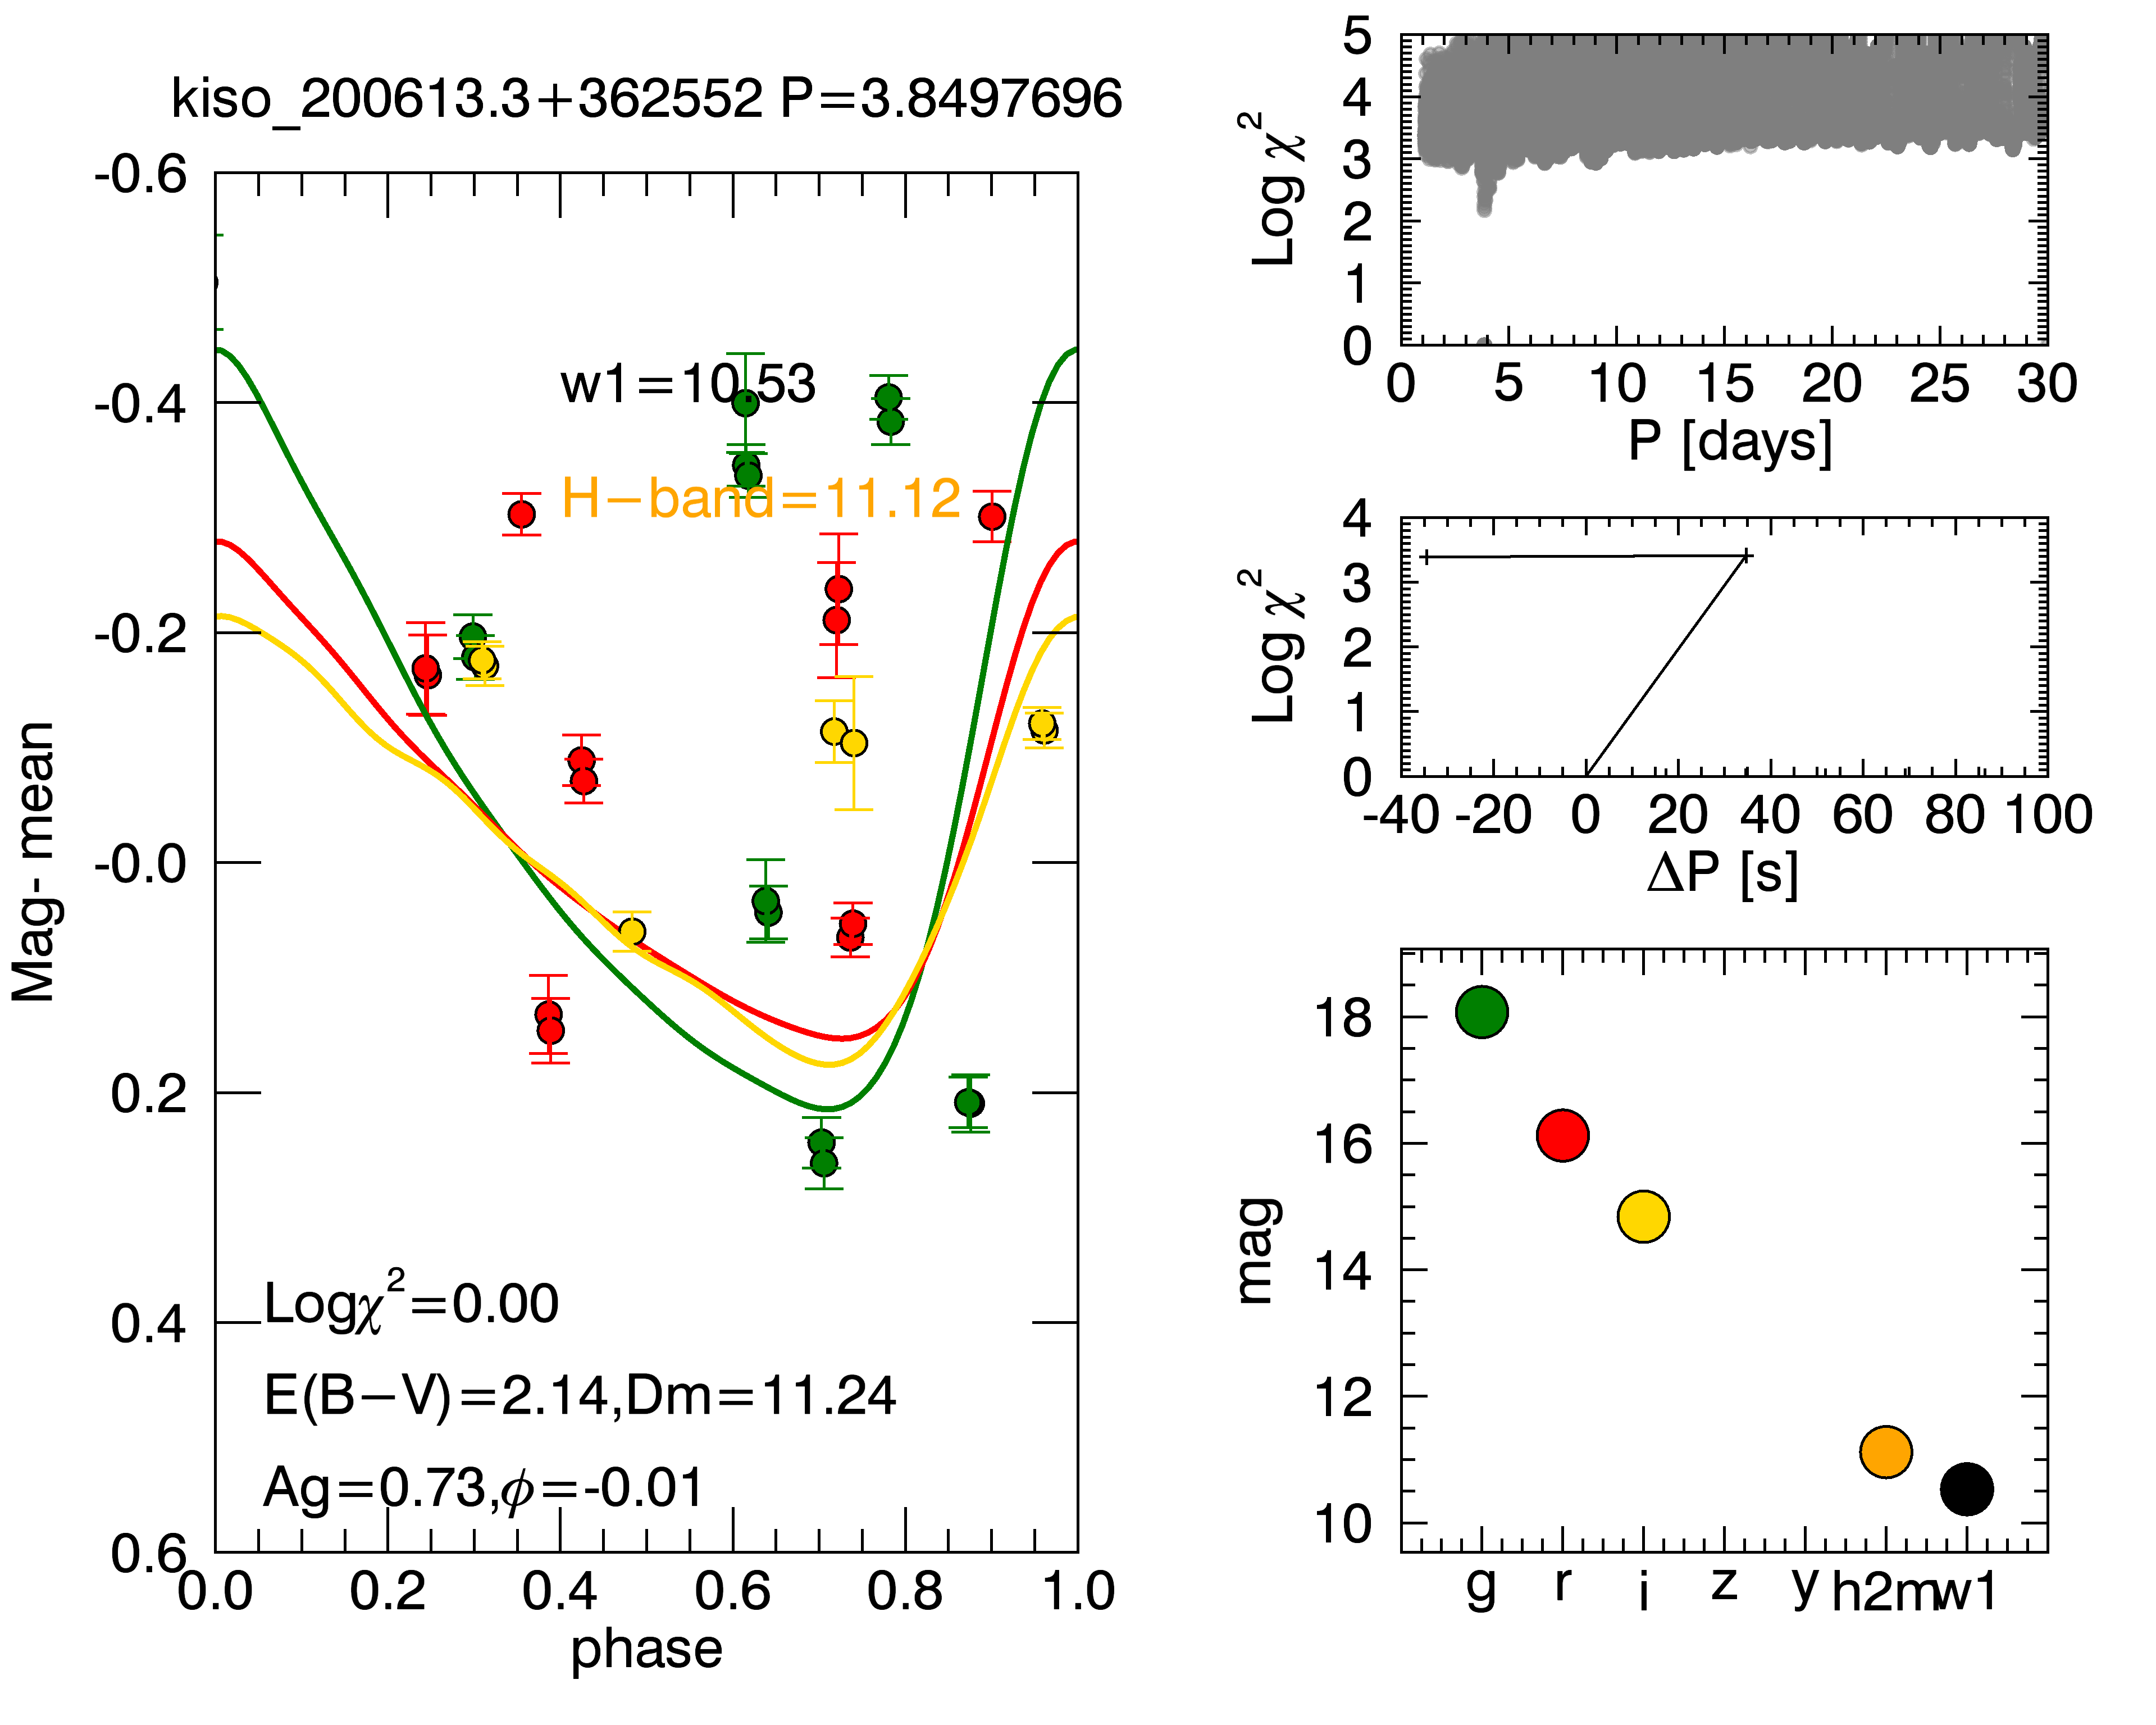 kiso_200613.3+362552 P=3.8497696
-0.6
-0.4
-0.2
-0.0
0.2
0.4
0.6
Mag- mean
w1=10.53
H-band=11.12
Logχ²=0.00
E(B-V)=2.14,Dm=11.24
Ag=0.73,ϕ=-0.01
0.0 0.2 0.4 0.6 0.8 1.0
phase
5
4
3
2
1
0
Log χ²
0 5 10 15 20 25 30
P [days]
4
3
2
1
0
Log χ²
-40 -20 0 20 40 60 80 100
ΔP [s]
18
16
14
12
10
mag
g r i z y h2m w1